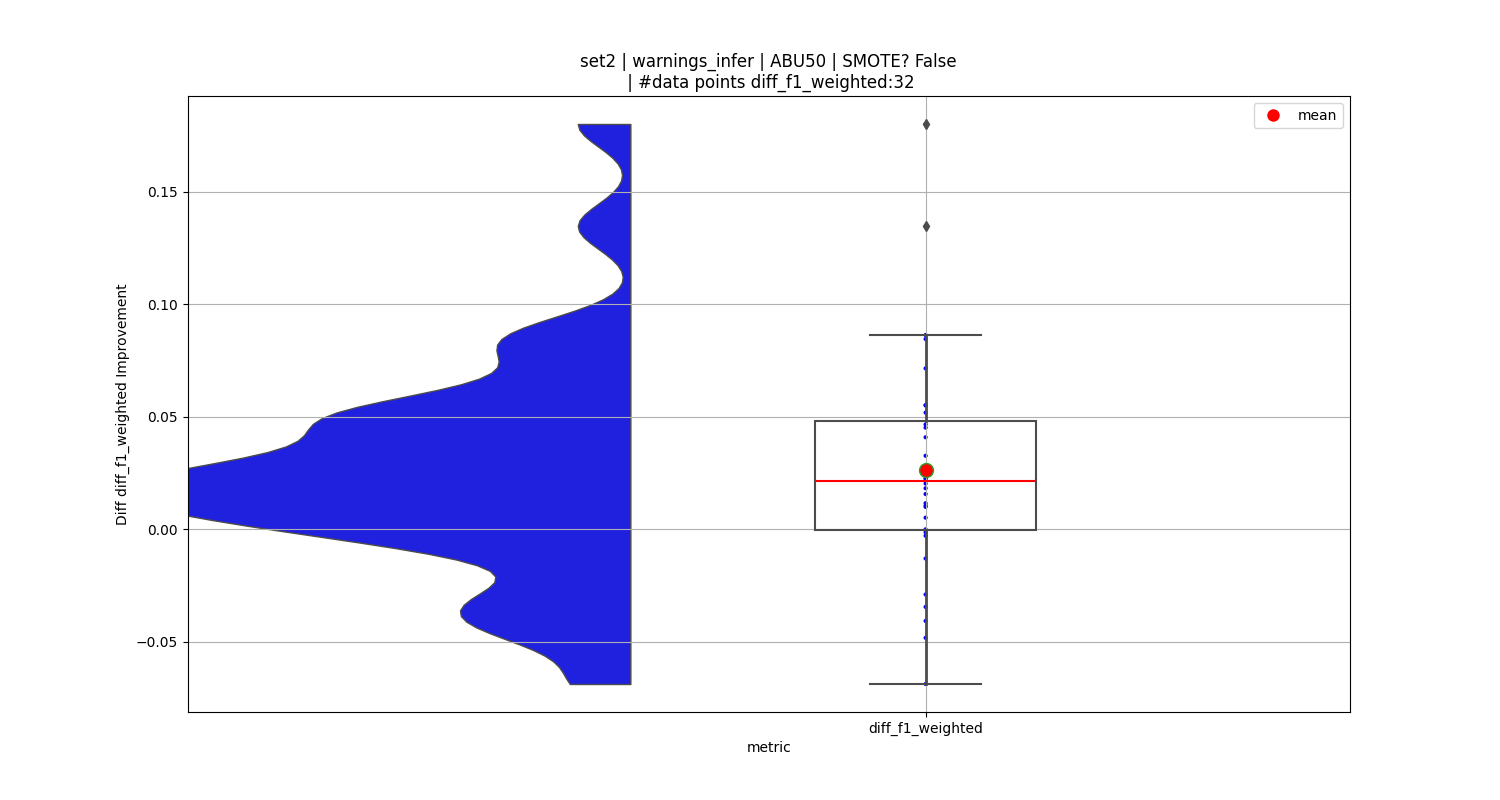 set2 | warnings_infer | ABU50 | SMOTE? False
| #data points diff_f1_weighted:32
mean
0.15
0.10
0.05
0.00
−0.05
Diff diff_f1_weighted Improvement
diff_f1_weighted
metric